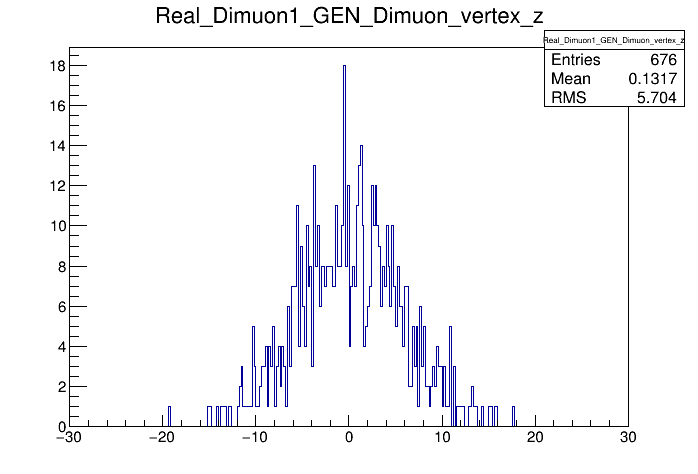 Real_Dimuon1_GEN_Dimuon_vertex_z
Real_Dimuon1_GEN_Dimuon_vertex_z
Entries 676
Mean 0.1317
RMS 5.704
18
16
14
12
10
8
6
4
2
0
−30 −20 −10 0 10 20 30